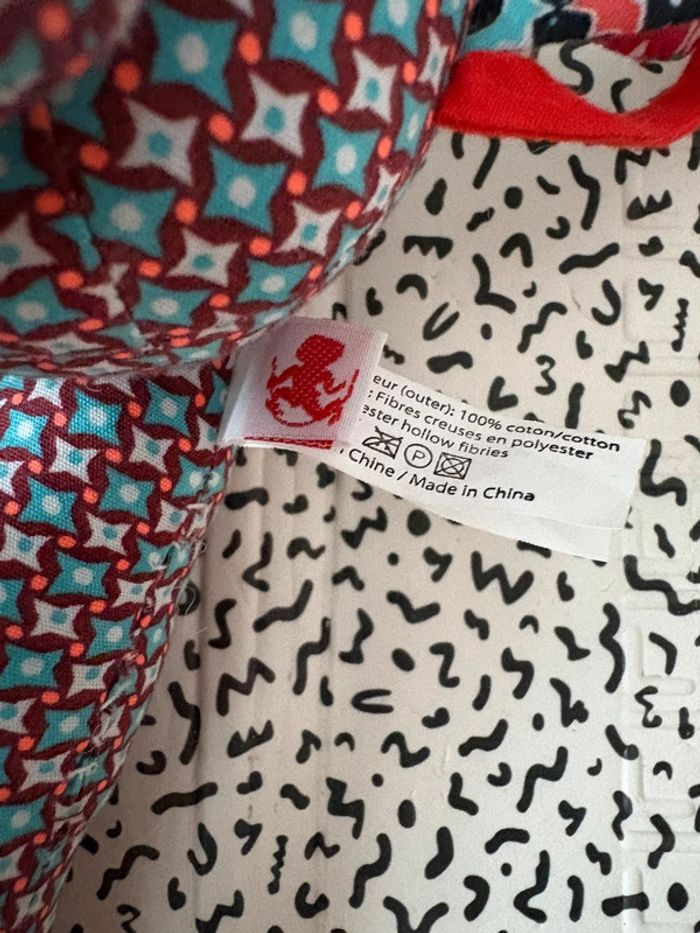 eur (outer): 100% coton/cotton
: Fibres creuses en polyester
ester hollow fibries
P
Chine / Made in China